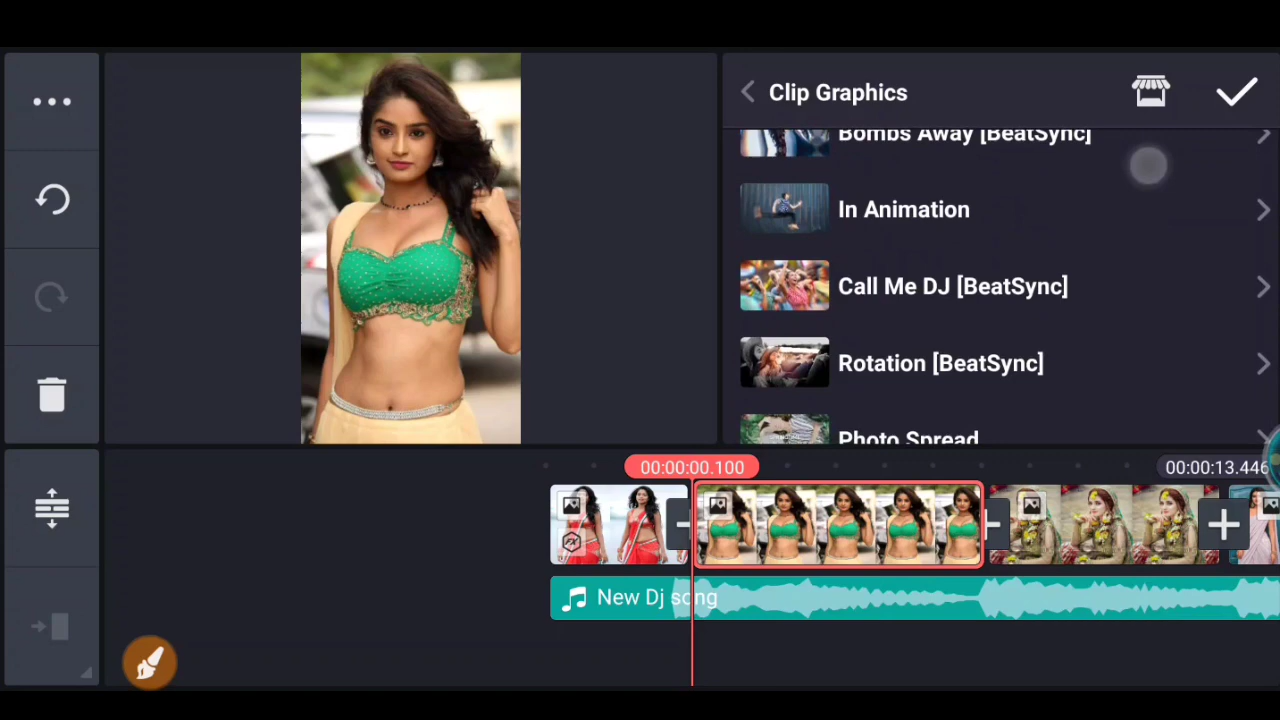 Clip Graphics
Bombs Away [BeatSync]
In Animation
Call Me DJ [BeatSync]
Rotation [BeatSync]
Photo Spread
00:00:00.100
00:00:13.446
FX
New Dj song